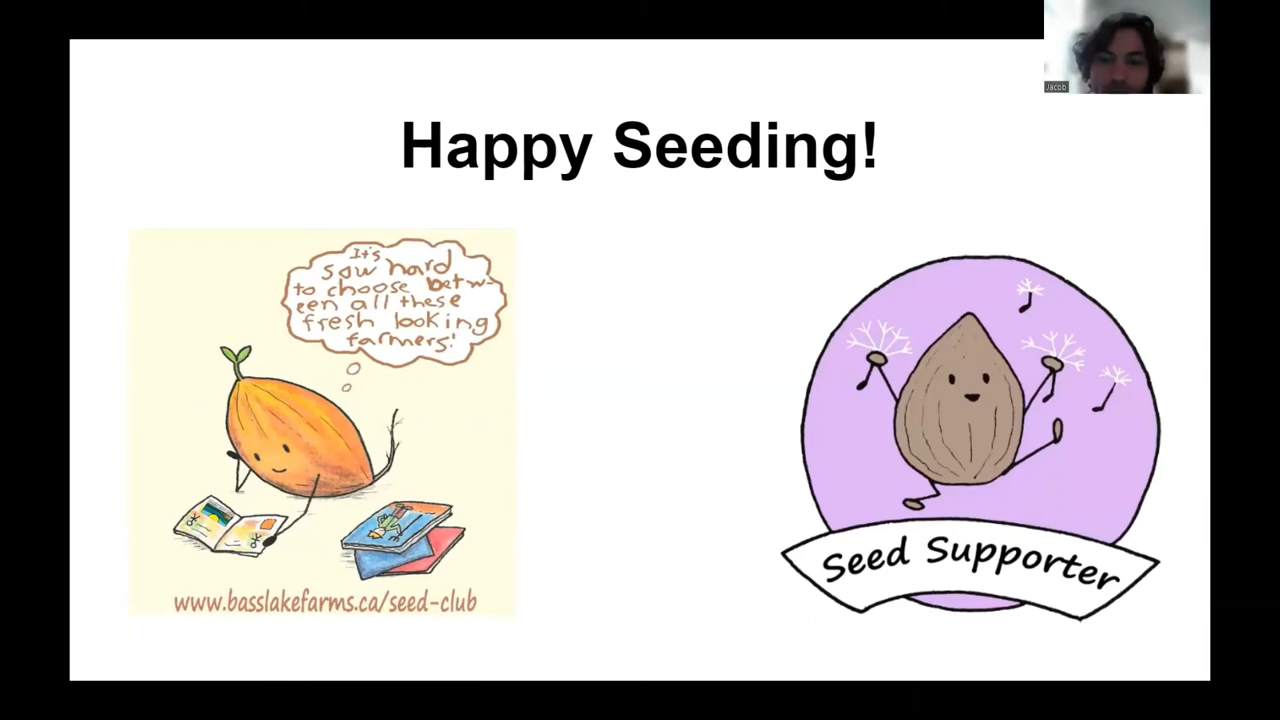 Jacob
Happy Seeding!
It's
sow hard
to choose betw-
een all these
fresh looking
farmers!
www.basslakefarms.ca/seed-club
Seed Supporter